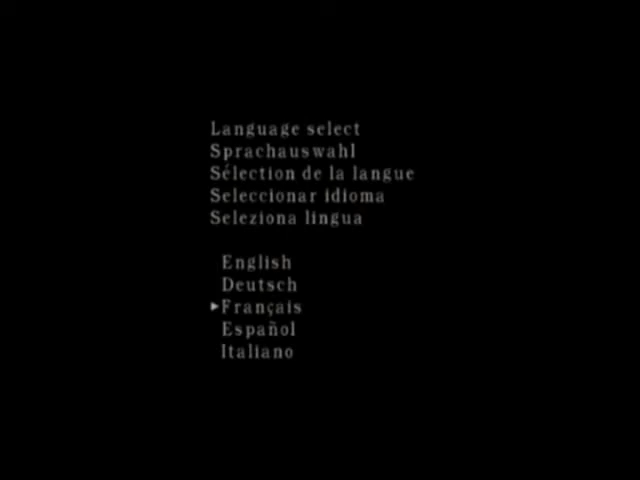 Language select
Sprachauswahl
Sélection de la langue
Seleccionar idioma
Seleziona lingua
English
Deutsch
Français
Español
Italiano